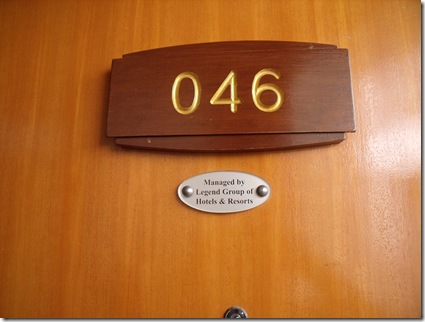 046
Managed by
Legend Group of
Hotels & Resorts